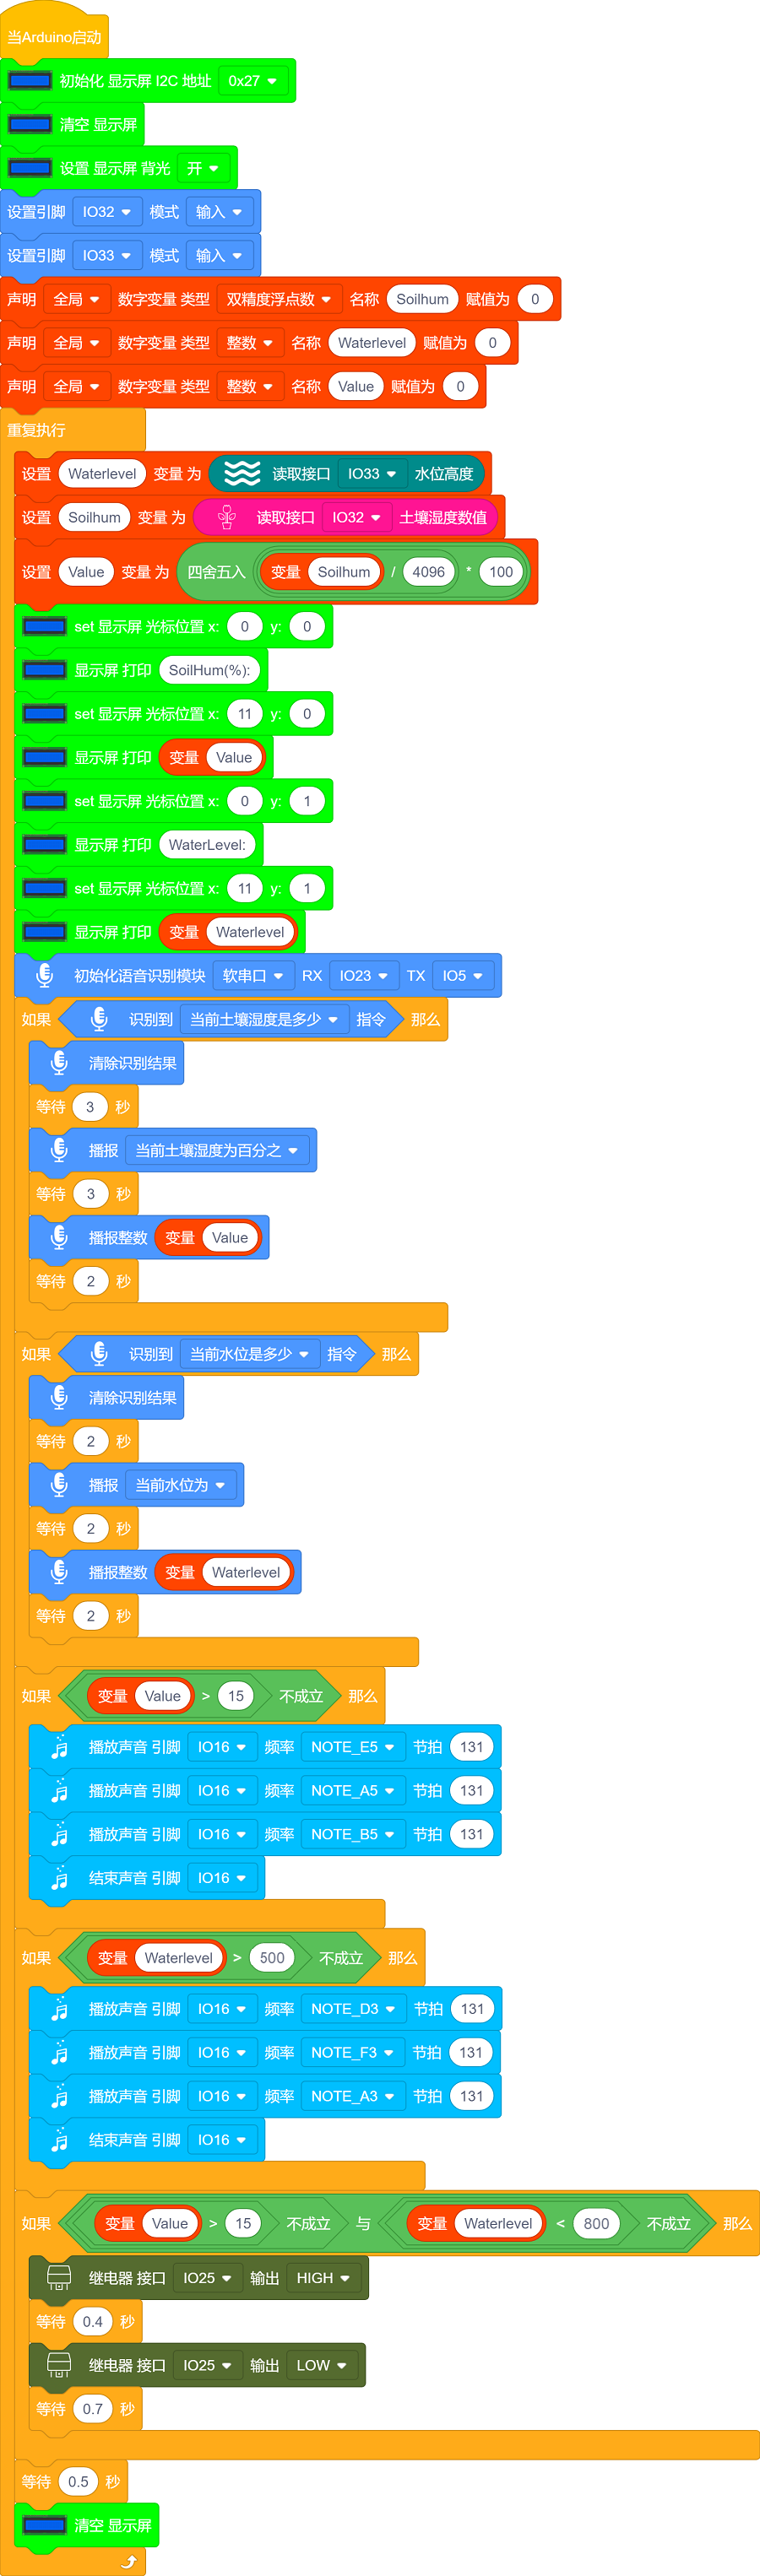 当Arduino启动
初始化 显示屏 I2C 地址 0x27
清空 显示屏
设置 显示屏 背光 开
设置引脚 IO32 模式 输入
设置引脚 IO33 模式 输入
声明 全局 数字变量 类型 双精度浮点数 名称 Soilhum 赋值为 0
声明 全局 数字变量 类型 整数 名称 Waterlevel 赋值为 0
声明 全局 数字变量 类型 整数 名称 Value 赋值为 0
重复执行
设置 Waterlevel 变量 为 读取接口 IO33 水位高度
设置 Soilhum 变量 为 读取接口 IO32 土壤湿度数值
设置 Value 变量 为 四舍五入 变量 Soilhum / 4096 * 100
set 显示屏 光标位置 x: 0 y: 0
显示屏 打印 SoilHum(%):
set 显示屏 光标位置 x: 11 y: 0
显示屏 打印 变量 Value
set 显示屏 光标位置 x: 0 y: 1
显示屏 打印 WaterLevel:
set 显示屏 光标位置 x: 11 y: 1
显示屏 打印 变量 Waterlevel
初始化语音识别模块 软串口 RX IO23 TX IO5
如果 识别到 当前土壤湿度是多少 指令 那么
清除识别结果
等待 3 秒
播报 当前土壤湿度为百分之
等待 3 秒
播报整数 变量 Value
等待 2 秒
如果 识别到 当前水位是多少 指令 那么
清除识别结果
等待 2 秒
播报 当前水位为
等待 2 秒
播报整数 变量 Waterlevel
等待 2 秒
如果 变量 Value > 15 不成立 那么
播放声音 引脚 IO16 频率 NOTE_E5 节拍 131
播放声音 引脚 IO16 频率 NOTE_A5 节拍 131
播放声音 引脚 IO16 频率 NOTE_B5 节拍 131
结束声音 引脚 IO16
如果 变量 Waterlevel > 500 不成立 那么
播放声音 引脚 IO16 频率 NOTE_D3 节拍 131
播放声音 引脚 IO16 频率 NOTE_F3 节拍 131
播放声音 引脚 IO16 频率 NOTE_A3 节拍 131
结束声音 引脚 IO16
如果 变量 Value > 15 不成立 与 变量 Waterlevel < 800 不成立 那么
继电器 接口 IO25 输出 HIGH
等待 0.4 秒
继电器 接口 IO25 输出 LOW
等待 0.7 秒
等待 0.5 秒
清空 显示屏